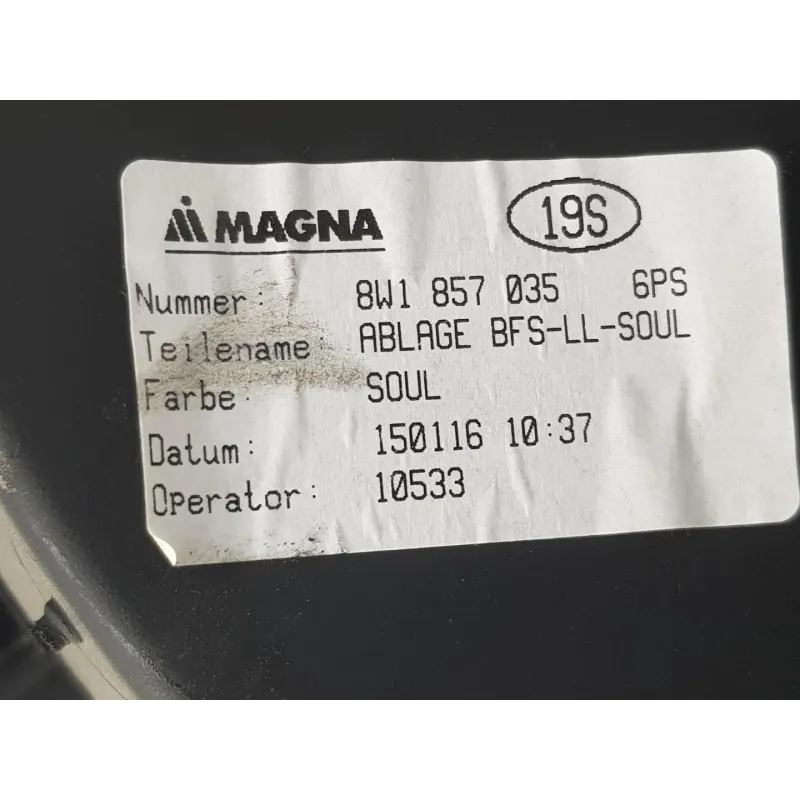 MAGNA 19S
Nummer: 8W1 857 035 6PS
Teilename: ABLAGE BFS-LL-SOUL
Farbe: SOUL
Datum: 150116 10:37
Operator: 10533